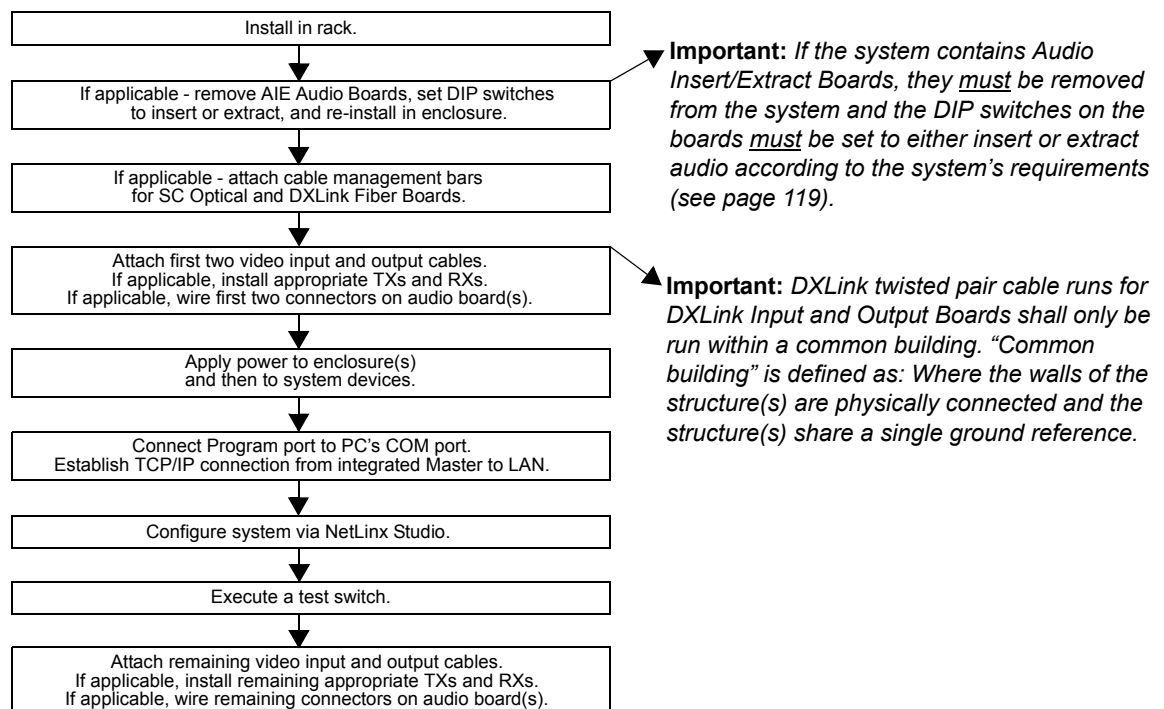 Install in rack.
If applicable - remove AIE Audio Boards, set DIP switches
to insert or extract, and re-install in enclosure.
Important: If the system contains Audio
Insert/Extract Boards, they must be removed
from the system and the DIP switches on the
boards must be set to either insert or extract
audio according to the system's requirements
(see page 119).
If applicable - attach cable management bars
for SC Optical and DXLink Fiber Boards.
Attach first two video input and output cables.
If applicable, install appropriate TXs and RXs.
If applicable, wire first two connectors on audio board(s).
Important: DXLink twisted pair cable runs for
DXLink Input and Output Boards shall only be
run within a common building. “Common
building” is defined as: Where the walls of the
structure(s) are physically connected and the
structure(s) share a single ground reference.
Apply power to enclosure(s)
and then to system devices.
Connect Program port to PC's COM port.
Establish TCP/IP connection from integrated Master to LAN.
Configure system via NetLinx Studio.
Execute a test switch.
Attach remaining video input and output cables.
If applicable, install remaining appropriate TXs and RXs.
If applicable, wire remaining connectors on audio board(s).